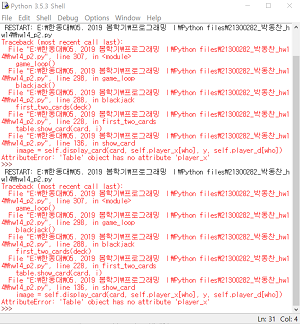 Python 3.5.3 Shell
File Edit Shell Debug Options Window Help
RESTART: E:\한동대\05. 2019 봄학기\프로그래밍 I\Python files\21300282_박동찬_hw14\hw14_p2.py
Traceback (most recent call last):
File "E:\한동대\05. 2019 봄학기\프로그래밍 I\Python files\21300282_박동찬_hw14\hw14_p2.py", line 307, in <module>
game_loop()
File "E:\한동대\05. 2019 봄학기\프로그래밍 I\Python files\21300282_박동찬_hw14\hw14_p2.py", line 298, in game_loop
blackjack()
File "E:\한동대\05. 2019 봄학기\프로그래밍 I\Python files\21300282_박동찬_hw14\hw14_p2.py", line 288, in blackjack
first_two_cards(deck)
File "E:\한동대\05. 2019 봄학기\프로그래밍 I\Python files\21300282_박동찬_hw14\hw14_p2.py", line 228, in first_two_cards
table.show_card(card, i)
File "E:\한동대\05. 2019 봄학기\프로그래밍 I\Python files\21300282_박동찬_hw14\hw14_p2.py", line 136, in show_card
image = self.display_card(card, self.player_x[who], y, self.player_d[who])
AttributeError: 'Table' object has no attribute 'player_x'
>>>
RESTART: E:\한동대\05. 2019 봄학기\프로그래밍 I\Python files\21300282_박동찬_hw14\hw14_p2.py
Traceback (most recent call last):
File "E:\한동대\05. 2019 봄학기\프로그래밍 I\Python files\21300282_박동찬_hw14\hw14_p2.py", line 307, in <module>
game_loop()
File "E:\한동대\05. 2019 봄학기\프로그래밍 I\Python files\21300282_박동찬_hw14\hw14_p2.py", line 298, in game_loop
blackjack()
File "E:\한동대\05. 2019 봄학기\프로그래밍 I\Python files\21300282_박동찬_hw14\hw14_p2.py", line 288, in blackjack
first_two_cards(deck)
File "E:\한동대\05. 2019 봄학기\프로그래밍 I\Python files\21300282_박동찬_hw14\hw14_p2.py", line 228, in first_two_cards
table.show_card(card, i)
File "E:\한동대\05. 2019 봄학기\프로그래밍 I\Python files\21300282_박동찬_hw14\hw14_p2.py", line 136, in show_card
image = self.display_card(card, self.player_x[who], y, self.player_d[who])
AttributeError: 'Table' object has no attribute 'player_x'
>>>
Ln: 31 Col: 4